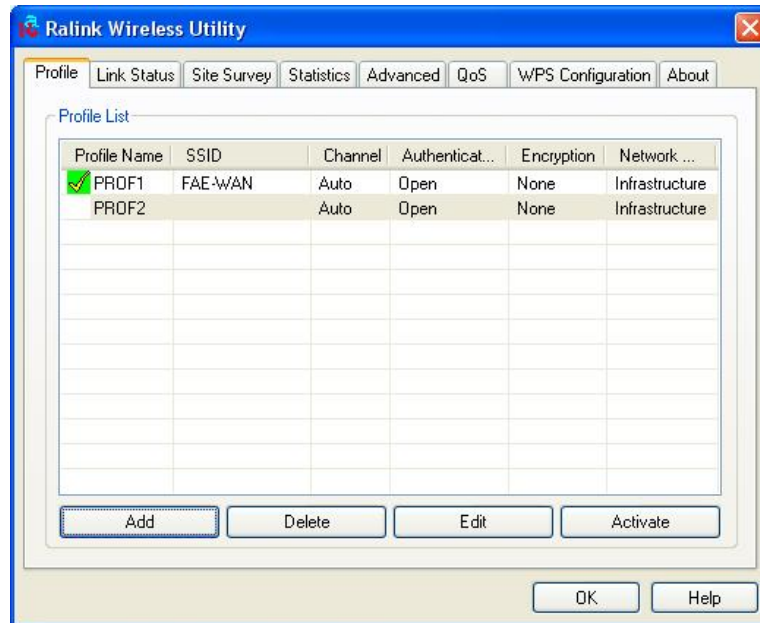 Ralink Wireless Utility
Profile Link Status Site Survey Statistics Advanced QoS WPS Configuration About
Profile List
Profile Name SSID Channel Authenticat... Encryption Network ...
PROF1 FAE-WAN Auto Open None Infrastructure
PROF2 Auto Open None Infrastructure
Add Delete Edit Activate
OK Help